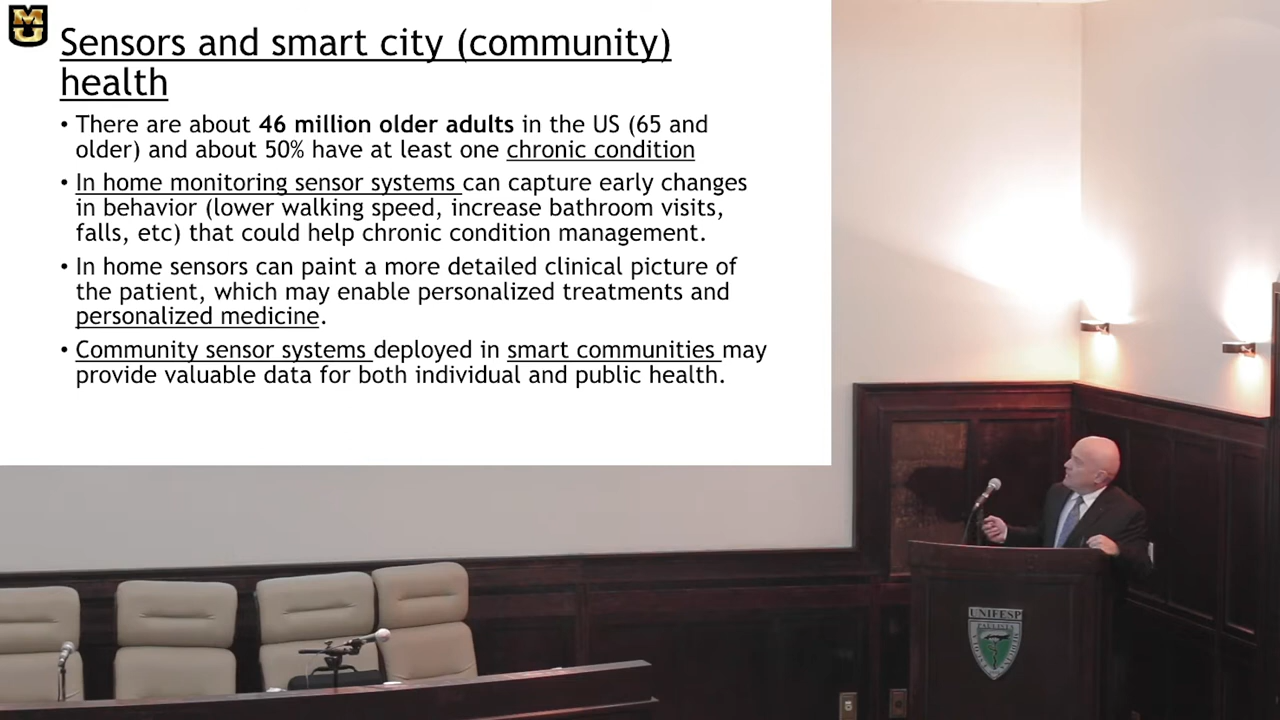 MU
Sensors and smart city (community)
health
• There are about 46 million older adults in the US (65 and
older) and about 50% have at least one chronic condition
• In home monitoring sensor systems can capture early changes
in behavior (lower walking speed, increase bathroom visits,
falls, etc) that could help chronic condition management.
• In home sensors can paint a more detailed clinical picture of
the patient, which may enable personalized treatments and
personalized medicine.
• Community sensor systems deployed in smart communities may
provide valuable data for both individual and public health.
UNIFESP